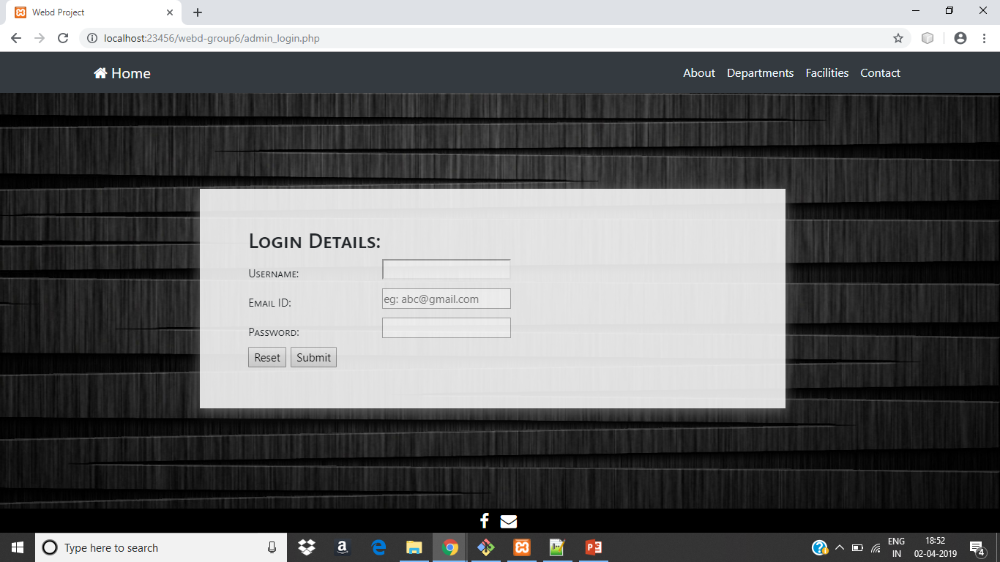 Webd Project
localhost:23456/webd-group6/admin_login.php
Home
About Departments Facilities Contact
Login Details:
Username:
Email ID: eg: abc@gmail.com
Password:
Reset Submit
Type here to search
ENG 18:52
IN 02-04-2019
4